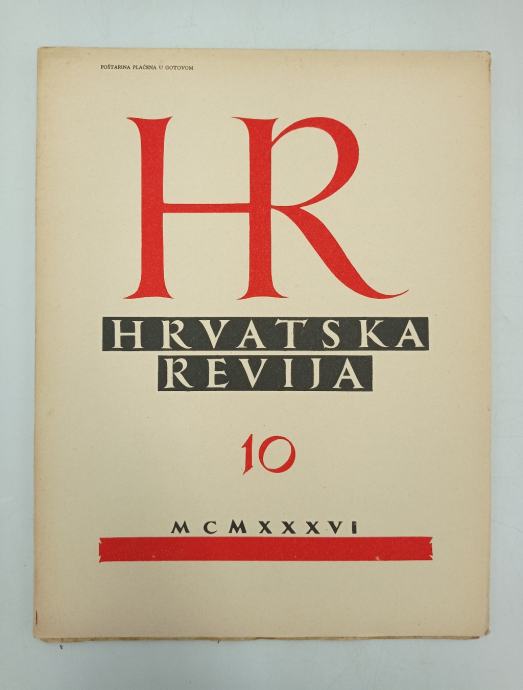 POŠTARINA PLAĆENA U GOTOVOM
HR
HRVATSKA
REVIJA
10
MCMXXXVI